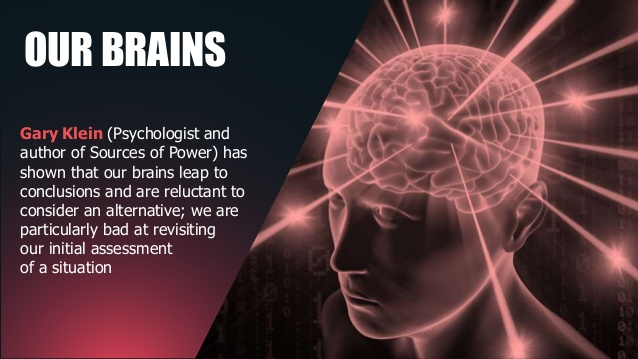 OUR BRAINS
Gary Klein (Psychologist and
author of Sources of Power) has
shown that our brains leap to
conclusions and are reluctant to
consider an alternative; we are
particularly bad at revisiting
our initial assessment
of a situation